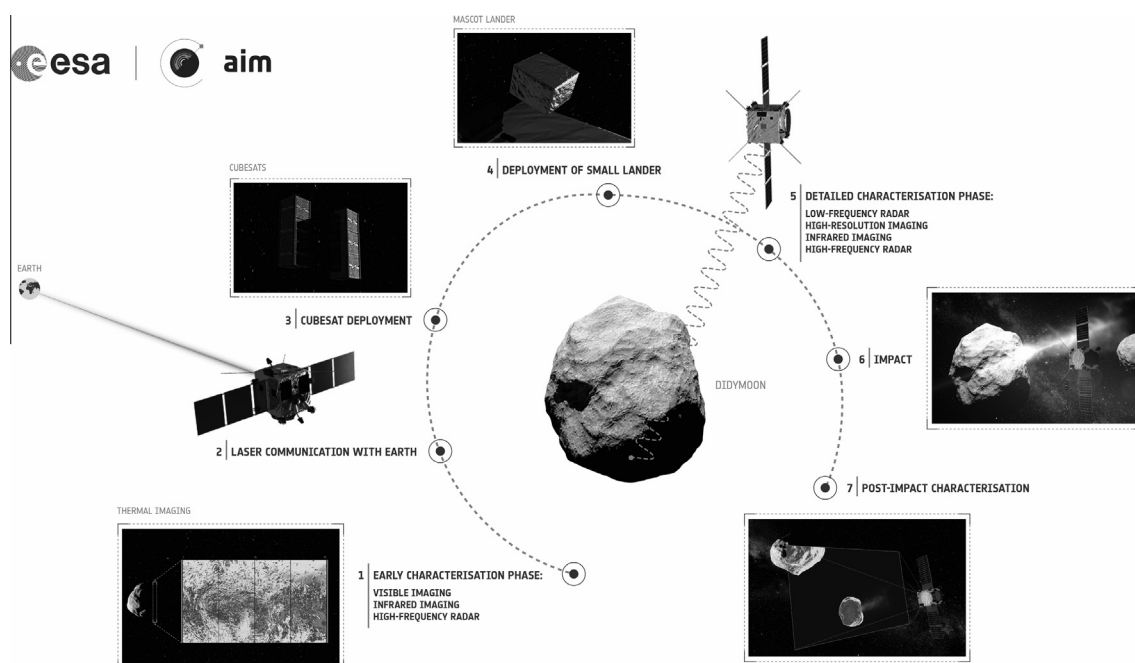 esa
aim
MASCOT LANDER
4 DEPLOYMENT OF SMALL LANDER
CUBESATS
5 DETAILED CHARACTERISATION PHASE:
LOW-FREQUENCY RADAR
HIGH-RESOLUTION IMAGING
INFRARED IMAGING
HIGH-FREQUENCY RADAR
EARTH
3 CUBESAT DEPLOYMENT
6 IMPACT
DIDYMOON
2 LASER COMMUNICATION WITH EARTH
7 POST-IMPACT CHARACTERISATION
THERMAL IMAGING
1 EARLY CHARACTERISATION PHASE:
VISIBLE IMAGING
INFRARED IMAGING
HIGH-FREQUENCY RADAR